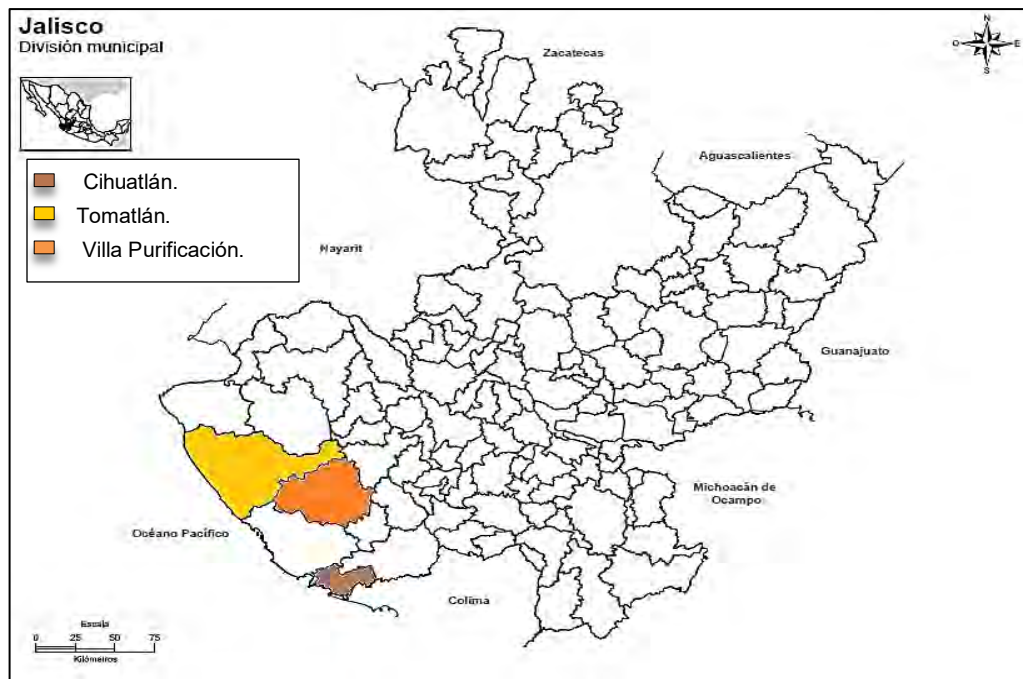 Jalisco
División municipal
N
O E
S
Zacatecas
Aguascalientes
Cihuatlán.
Tomatlán.
Villa Purificación.
Nayarit
Guanajuato
Michoacán de
Ocampo
Océano Pacífico
Colima
Escala
0 25 50 75
Kilómetros